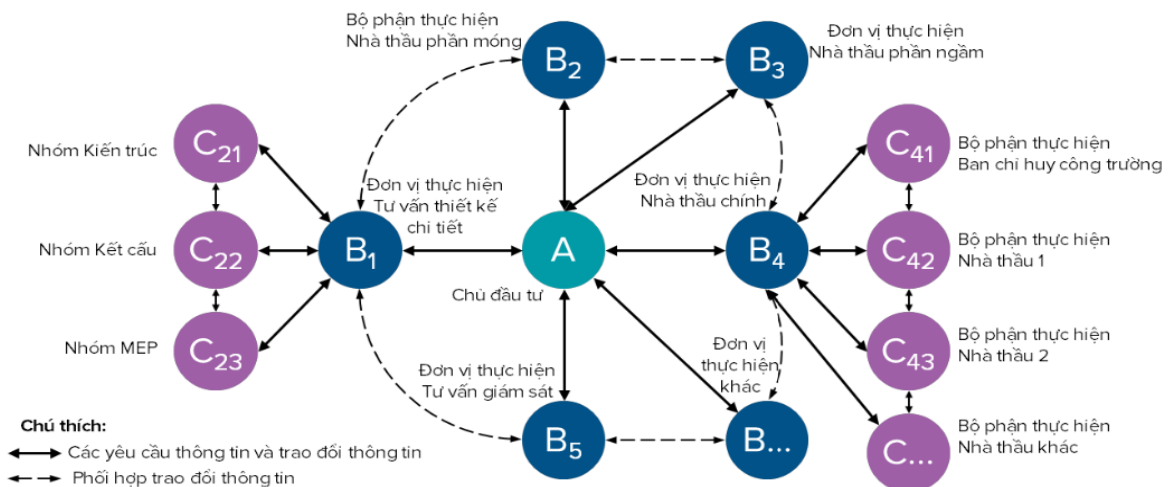 Bộ phận thực hiện
Nhà thầu phần móng
B2
B3
Đơn vị thực hiện
Nhà thầu phần ngầm
Nhóm Kiến trúc
C21
C41
Bộ phận thực hiện
Ban chỉ huy công trường
Đơn vị thực hiện
Tư vấn thiết kế
chi tiết
Đơn vị thực hiện
Nhà thầu chính
Nhóm Kết cấu
C22
B1
A
B4
C42
Bộ phận thực hiện
Nhà thầu 1
Chủ đầu tư
Nhóm MEP
C23
C43
Bộ phận thực hiện
Nhà thầu 2
Đơn vị thực hiện
Tư vấn giám sát
Đơn vị
thực hiện
khác
B5
B...
C...
Bộ phận thực hiện
Nhà thầu khác
Chú thích:
Các yêu cầu thông tin và trao đổi thông tin
Phối hợp trao đổi thông tin